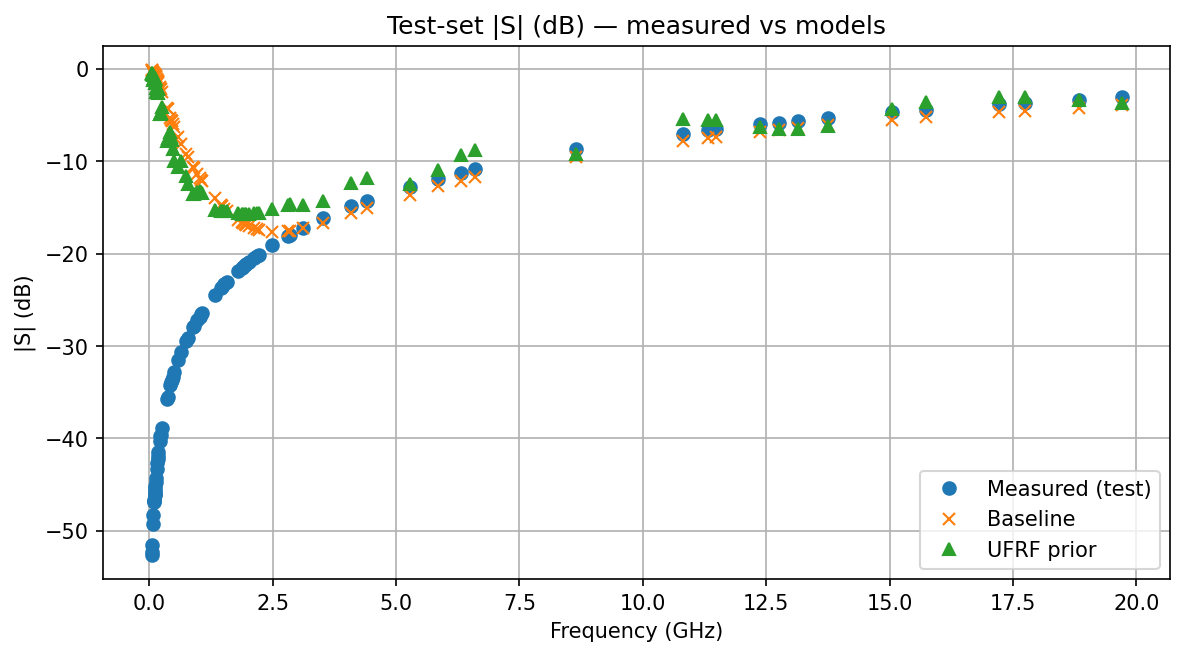 Test-set |S| (dB) — measured vs models
|S| (dB)
0
−10
−20
−30
−40
−50
Measured (test)
Baseline
UFRF prior
0.0 2.5 5.0 7.5 10.0 12.5 15.0 17.5 20.0
Frequency (GHz)